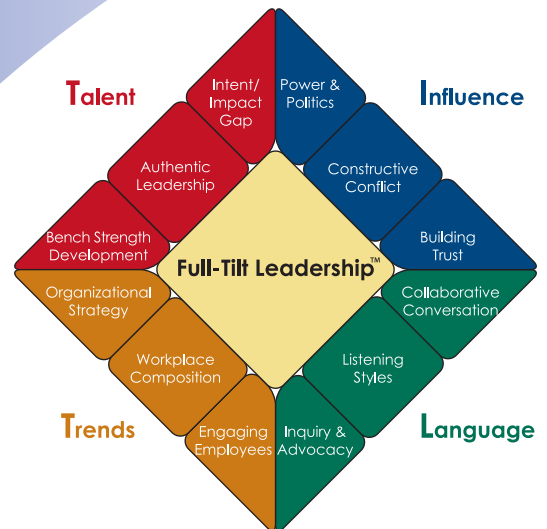 Talent
Intent/
Impact
Gap
Authentic
Leadership
Bench Strength
Development
Influence
Power &
Politics
Constructive
Conflict
Building
Trust
Full-Tilt Leadership™
Organizational
Strategy
Workplace
Composition
Engaging
Employees
Trends
Collaborative
Conversation
Listening
Styles
Inquiry &
Advocacy
Language